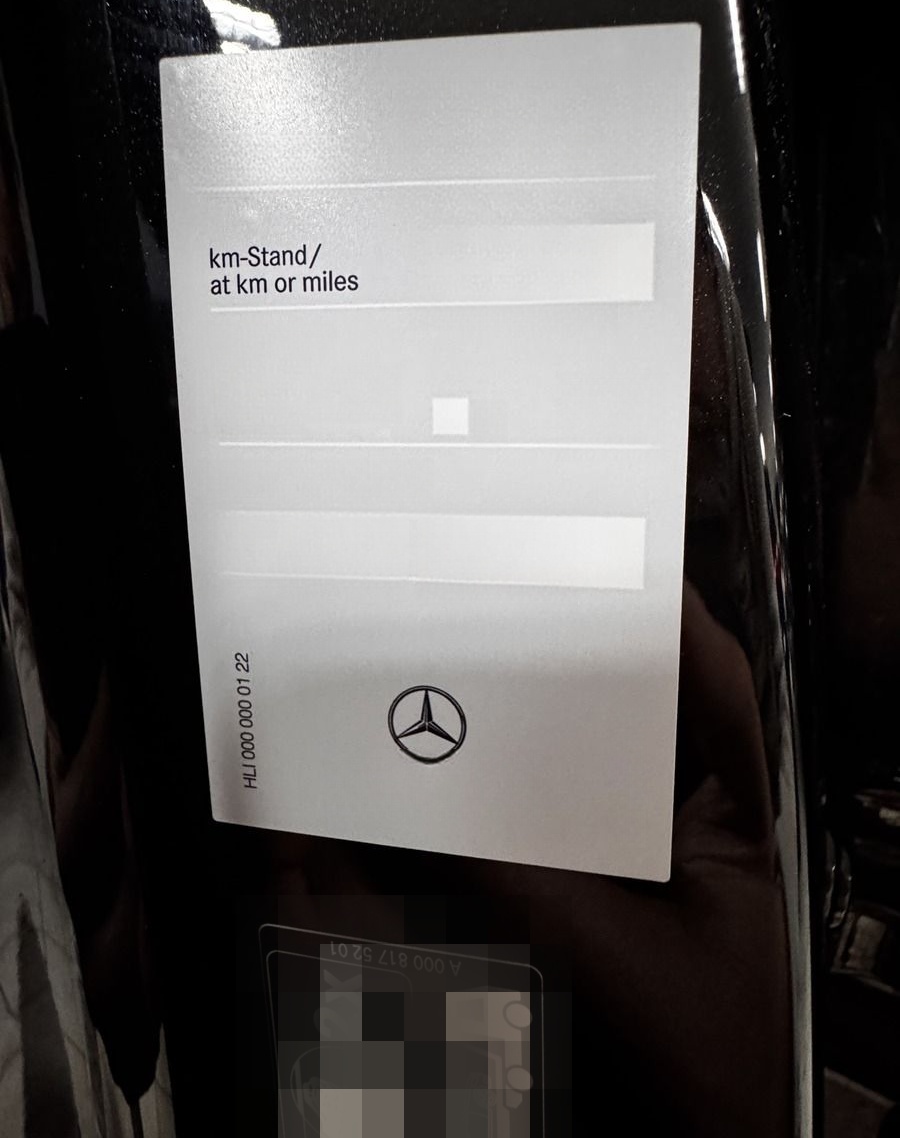 km-Stand/
at km or miles
HLI 000 000 01 22
A 000 817 52 01